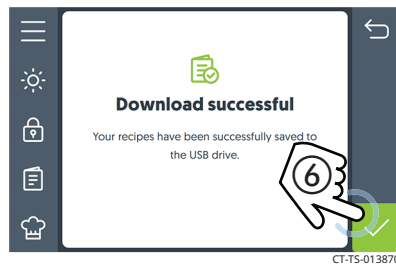 Download successful
Your recipes have been successfully saved to
the USB drive.
6
CT-TS-013870